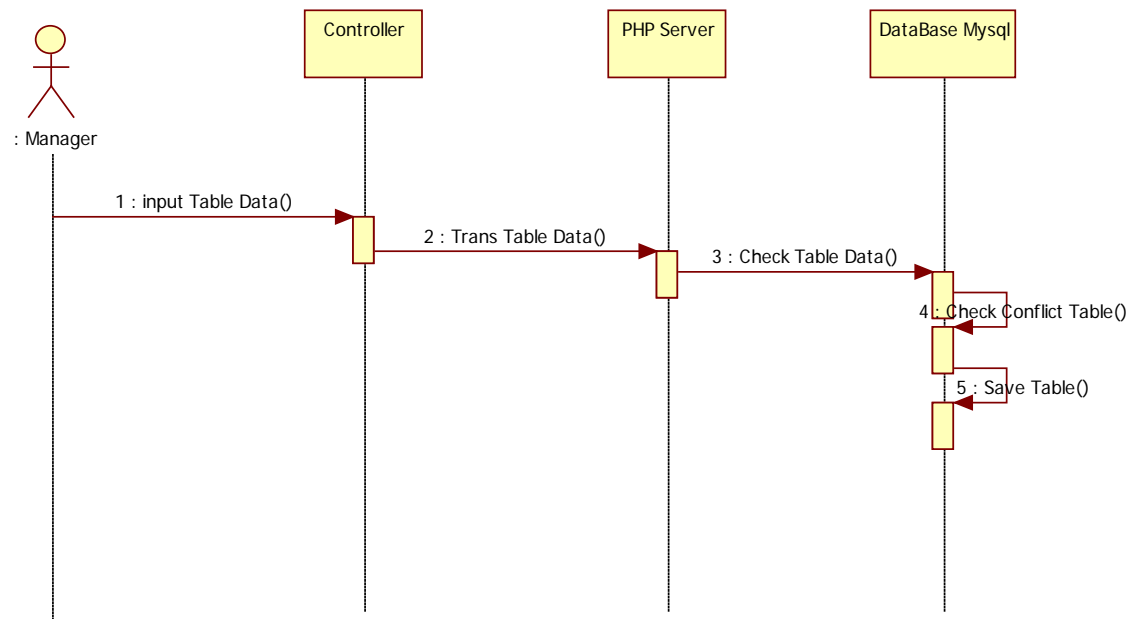 Controller
PHP Server
DataBase Mysql
: Manager
1 : input Table Data()
2 : Trans Table Data()
3 : Check Table Data()
4 : Check Conflict Table()
5 : Save Table()